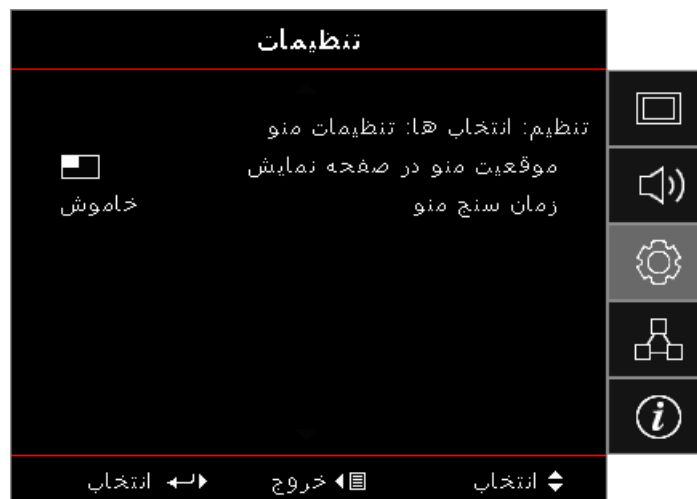 تنظیمات
تنظیم: انتخاب ها: تنظیمات منو
موقعیت منو در صفحه نمایش
زمان سنج منو خاموش
انتخاب خروج انتخاب